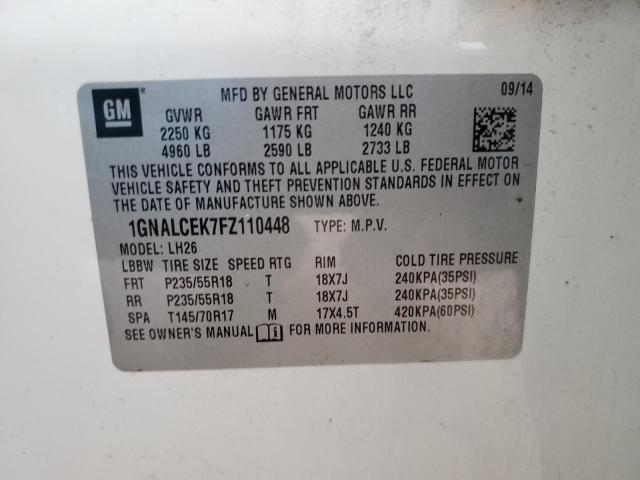 GM
MFD BY GENERAL MOTORS LLC 09/14
GVWR GAWR FRT GAWR RR
2250 KG 1175 KG 1240 KG
4960 LB 2590 LB 2733 LB
THIS VEHICLE CONFORMS TO ALL APPLICABLE U.S. FEDERAL MOTOR
VEHICLE SAFETY AND THEFT PREVENTION STANDARDS IN EFFECT ON
DATE OF MANUFACTURE SHOWN ABOVE.
1GNALCEK7FZ110448 TYPE: M.P.V.
MODEL: LH26
LBBW TIRE SIZE SPEED RTG RIM COLD TIRE PRESSURE
FRT P235/55R18 T 18X7J 240KPA(35PSI)
RR P235/55R18 T 18X7J 240KPA(35PSI)
SPA T145/70R17 M 17X4.5T 420KPA(60PSI)
SEE OWNER'S MANUAL FOR MORE INFORMATION.